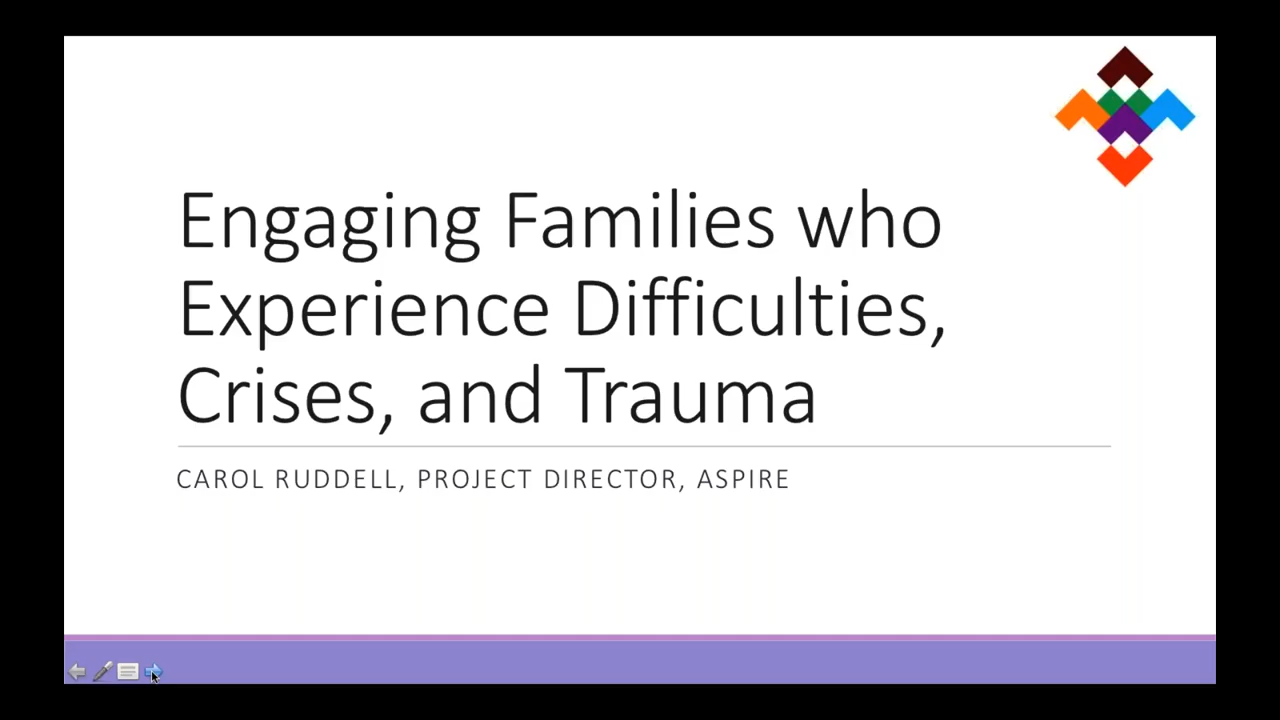 Engaging Families who
Experience Difficulties,
Crises, and Trauma
CAROL RUDDELL, PROJECT DIRECTOR, ASPIRE